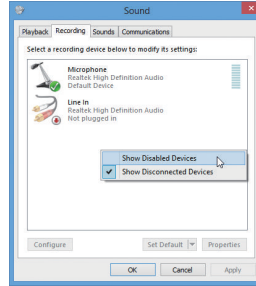 Sound
Playback Recording Sounds Communications
Select a recording device below to modify its settings:
Microphone
Realtek High Definition Audio
Default Device
Line In
Realtek High Definition Audio
Not plugged in
Show Disabled Devices
Show Disconnected Devices
Configure Set Default Properties
OK Cancel Apply